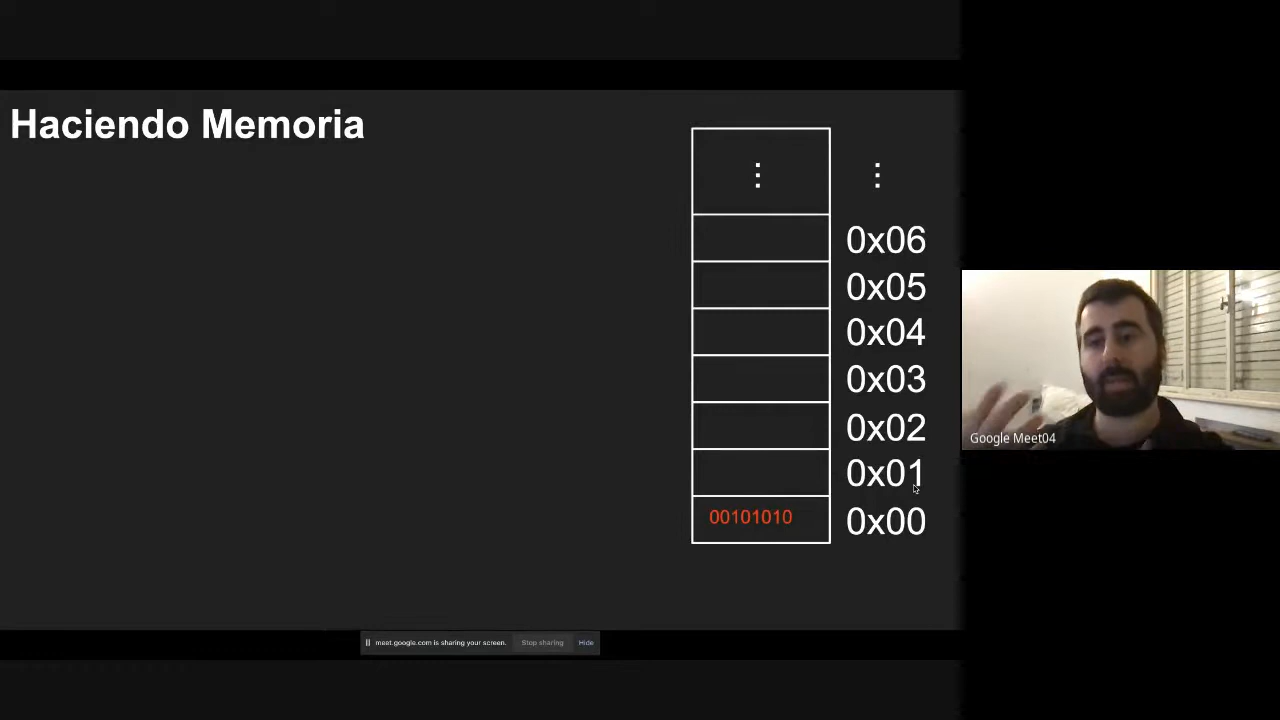 Haciendo Memoria
⋮ ⋮
0x06
0x05
0x04
0x03
0x02
0x01
00101010 0x00
Google Meet04
meet.google.com is sharing your screen. Stop sharing Hide